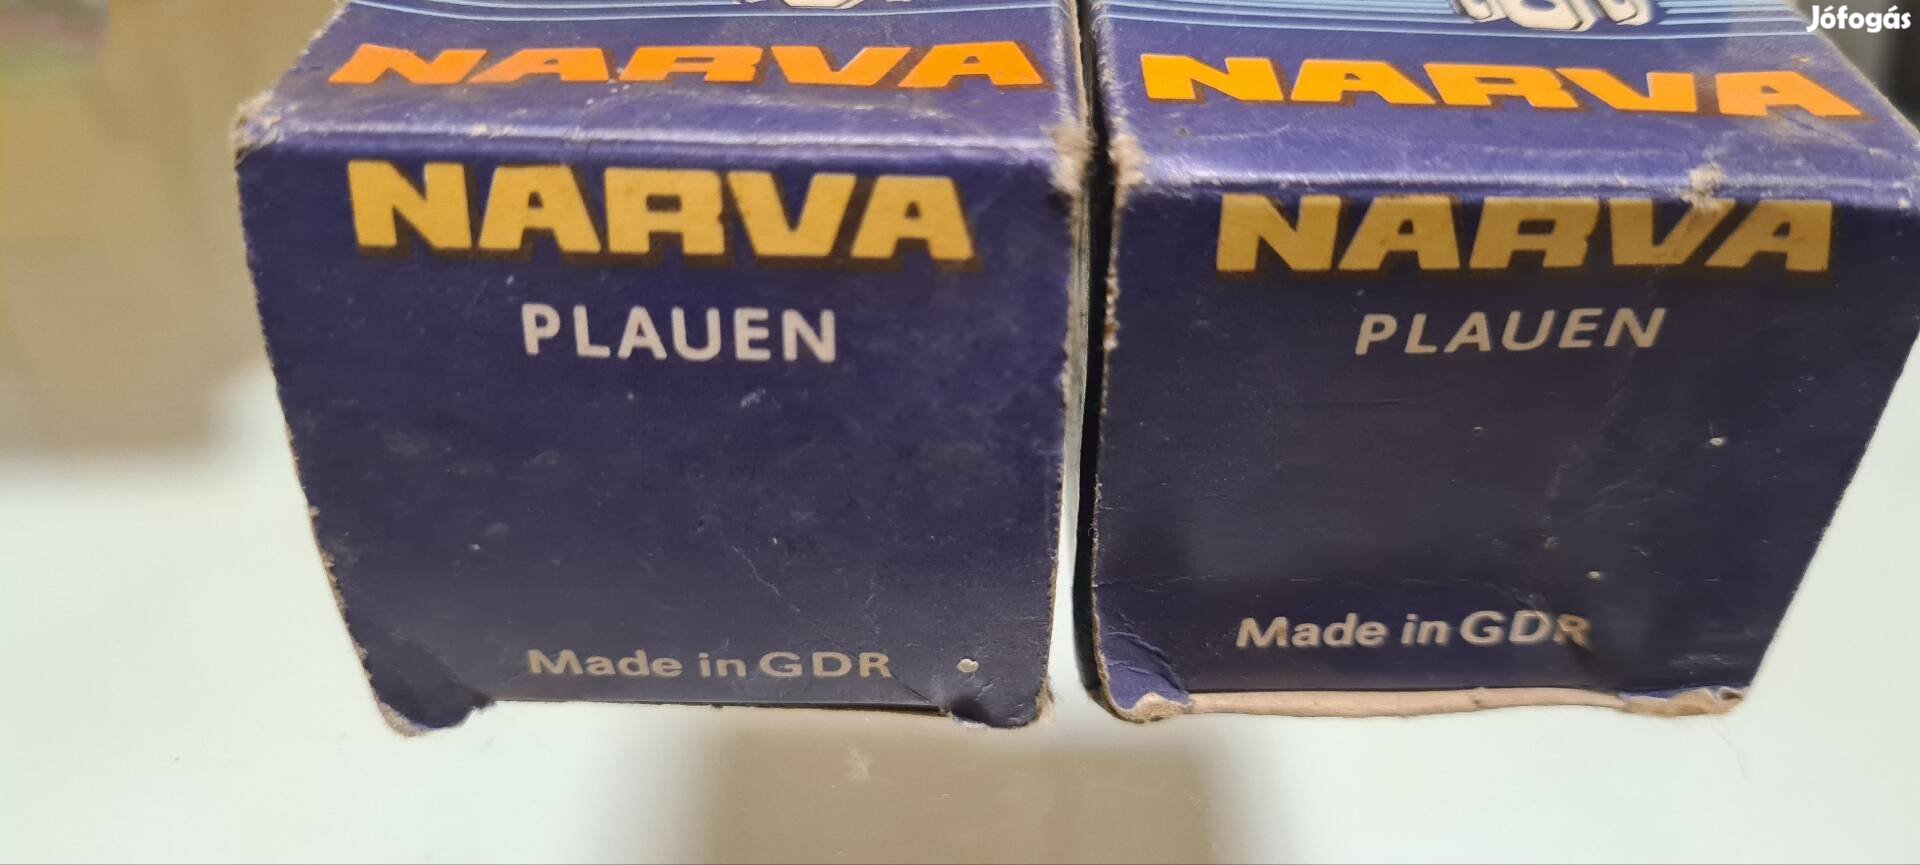 Jófogás
NARVA
NARVA
PLAUEN
Made in GDR
NARVA
NARVA
PLAUEN
Made in GDR